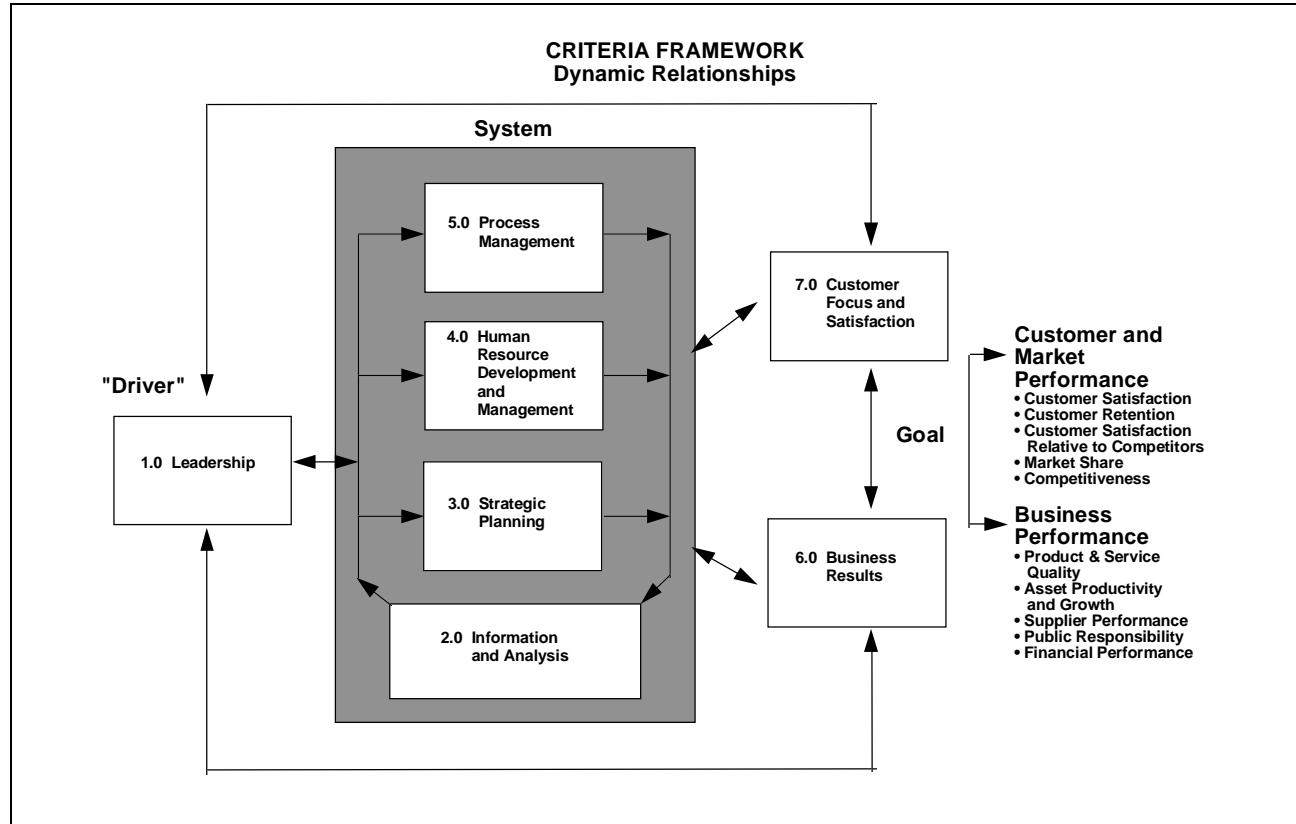 CRITERIA FRAMEWORK
Dynamic Relationships
System
5.0 Process
Management
4.0 Human
Resource
Development
and
Management
3.0 Strategic
Planning
2.0 Information
and Analysis
"Driver"
1.0 Leadership
7.0 Customer
Focus and
Satisfaction
Goal
6.0 Business
Results
Customer and
Market
Performance
• Customer Satisfaction
• Customer Retention
• Customer Satisfaction
Relative to Competitors
• Market Share
• Competitiveness
Business
Performance
• Product & Service
Quality
• Asset Productivity
and Growth
• Supplier Performance
• Public Responsibility
• Financial Performance